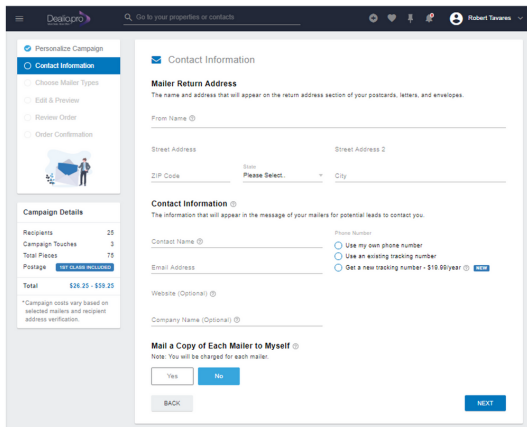 Dealio.pro
Go to your properties or contacts
Robert Tavares
Personalize Campaign
Contact Information
Choose Mailer Types
Edit & Preview
Review Order
Order Confirmation
Campaign Details
Recipients 25
Campaign Touches 3
Total Pieces 75
Postage 1ST CLASS INCLUDED
Total $26.25 - $59.25
*Campaign costs vary based on
selected mailers and recipient
address verification.
Contact Information
Mailer Return Address
The name and address that will appear on the return address section of your postcards, letters, and envelopes.
From Name
Street Address Street Address 2
State
ZIP Code Please Select.. City
Contact Information
The information that will appear in the message of your mailers for potential leads to contact you.
Phone Number
Contact Name
Use my own phone number
Use an existing tracking number
Email Address
Get a new tracking number - $19.99/year NEW
Website (Optional)
Company Name (Optional)
Mail a Copy of Each Mailer to Myself
Note: You will be charged for each mailer.
Yes No
BACK NEXT